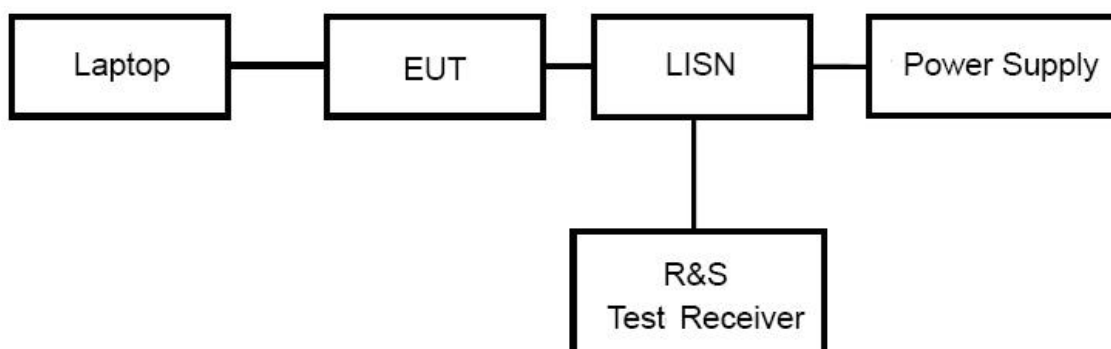 Laptop
EUT
LISN
Power Supply
R&S
Test Receiver